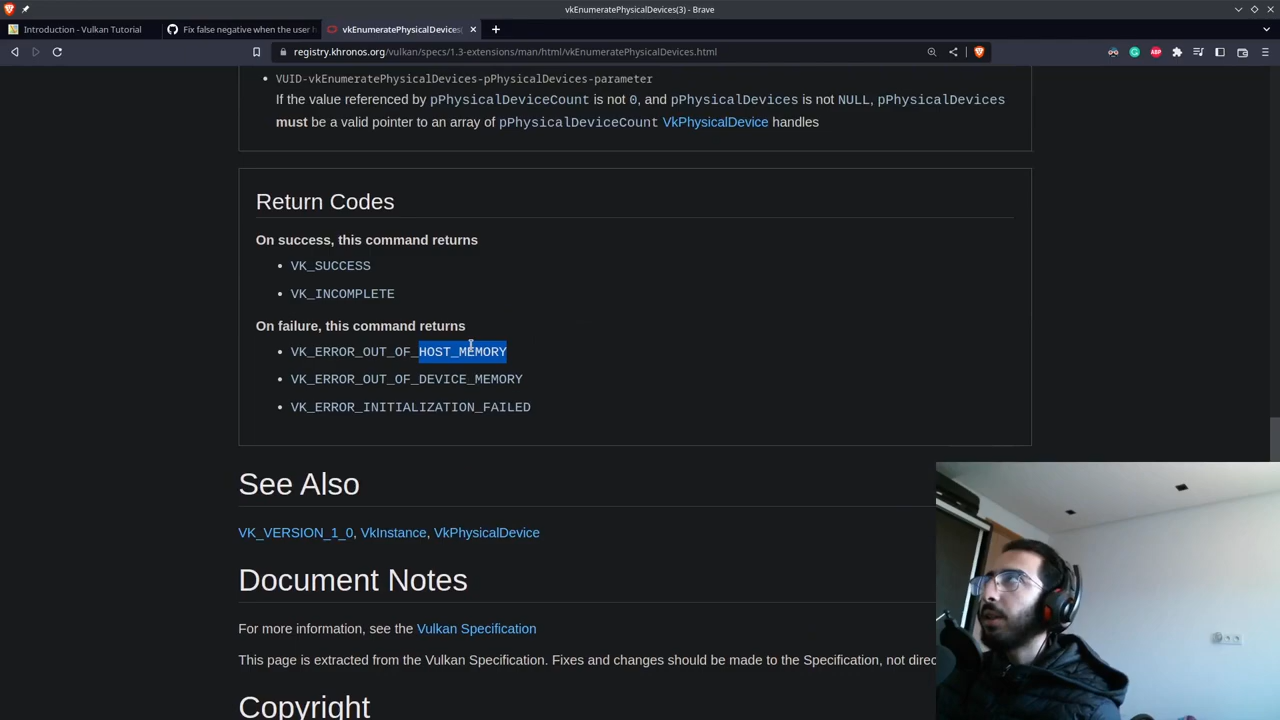 vkEnumeratePhysicalDevices(3) - Brave
Introduction - Vulkan Tutorial
Fix false negative when the user h
vkEnumeratePhysicalDevices(
registry.khronos.org/vulkan/specs/1.3-extensions/man/html/vkEnumeratePhysicalDevices.html
ABP
• VUID-vkEnumeratePhysicalDevices-pPhysicalDevices-parameter
If the value referenced by pPhysicalDeviceCount is not 0, and pPhysicalDevices is not NULL, pPhysicalDevices
must be a valid pointer to an array of pPhysicalDeviceCount VkPhysicalDevice handles
Return Codes
On success, this command returns
• VK_SUCCESS
• VK_INCOMPLETE
On failure, this command returns
• VK_ERROR_OUT_OF_HOST_MEMORY
• VK_ERROR_OUT_OF_DEVICE_MEMORY
• VK_ERROR_INITIALIZATION_FAILED
See Also
VK_VERSION_1_0, VkInstance, VkPhysicalDevice
Document Notes
For more information, see the Vulkan Specification
This page is extracted from the Vulkan Specification. Fixes and changes should be made to the Specification, not direc
Copyright